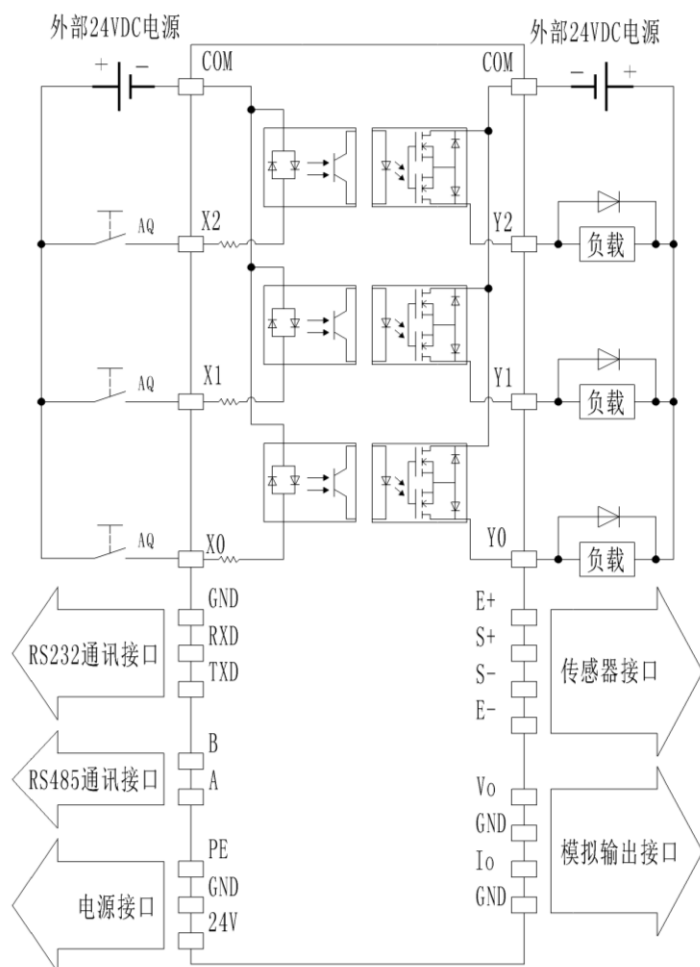 外部24VDC电源
外部24VDC电源
+ −
− +
COM
COM
AQ
X2
Y2
负载
AQ
X1
Y1
负载
AQ
X0
Y0
负载
GND
RXD
TXD
RS232通讯接口
E+
S+
S-
E-
传感器接口
B
A
RS485通讯接口
Vo
GND
Io
GND
模拟输出接口
PE
GND
24V
电源接口